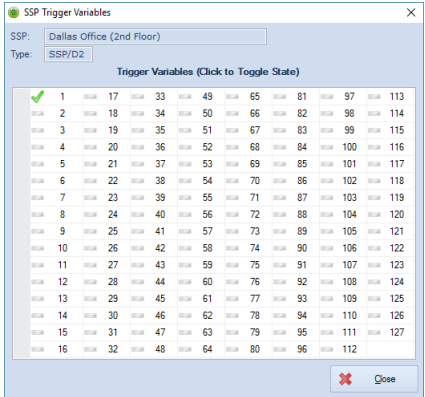 SSP Trigger Variables
SSP: Dallas Office (2nd Floor)
Type: SSP/D2
Trigger Variables (Click to Toggle State)
1 17 33 49 65 81 97 113
2 18 34 50 66 82 98 114
3 19 35 51 67 83 99 115
4 20 36 52 68 84 100 116
5 21 37 53 69 85 101 117
6 22 38 54 70 86 102 118
7 23 39 55 71 87 103 119
8 24 40 56 72 88 104 120
9 25 41 57 73 89 105 121
10 26 42 58 74 90 106 122
11 27 43 59 75 91 107 123
12 28 44 60 76 92 108 124
13 29 45 61 77 93 109 125
14 30 46 62 78 94 110 126
15 31 47 63 79 95 111 127
16 32 48 64 80 96 112
Close